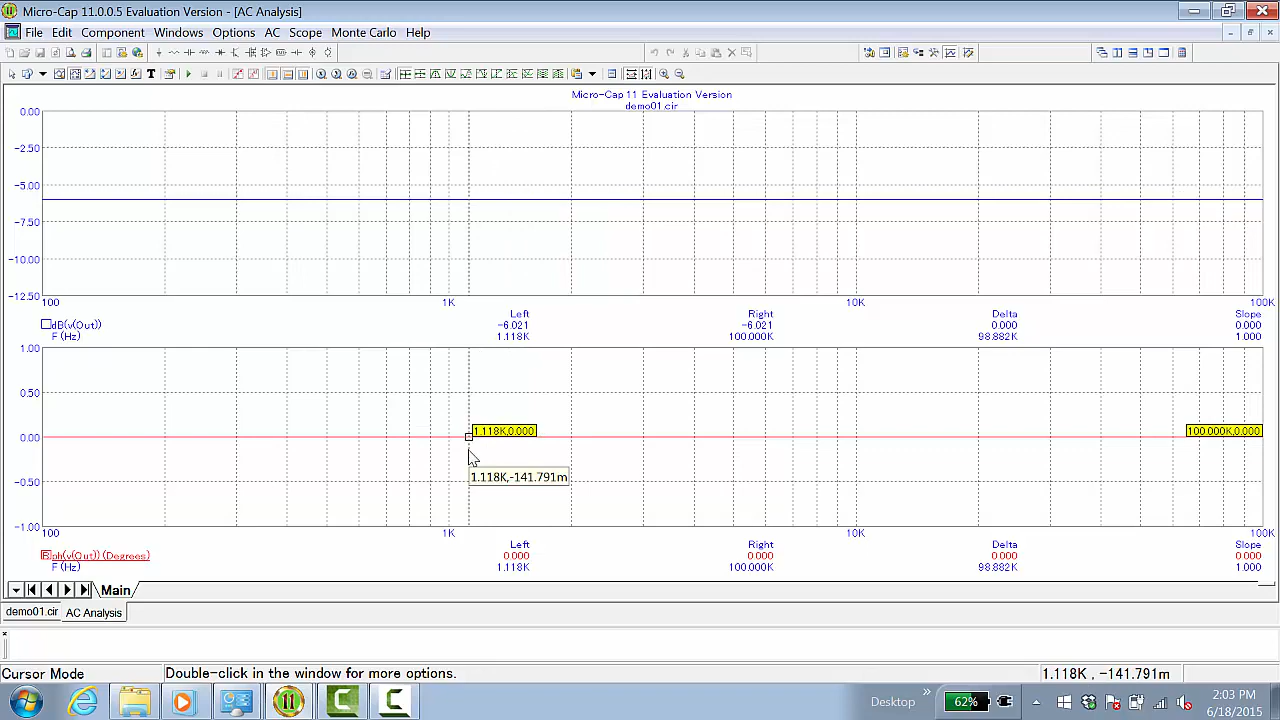 Micro-Cap 11.0.0.5 Evaluation Version - [AC Analysis]
File Edit Component Windows Options AC Scope Monte Carlo Help
Micro-Cap 11 Evaluation Version
demo01.cir
0.00
-2.50
-5.00
-7.50
-10.00
-12.50
100 1K 10K 100K
Left Right Delta Slope
dB(v(Out)) -6.021 -6.021 0.000 0.000
F (Hz) 1.118K 100.000K 98.882K 1.000
1.00
0.50
1.118K,0.000 100.000K,0.000
0.00
1.118K,-141.791m
-0.50
-1.00
100 1K 10K 100K
Left Right Delta Slope
ph(v(Out)) (Degrees) 0.000 0.000 0.000 0.000
F (Hz) 1.118K 100.000K 98.882K 1.000
Main
demo01.cir AC Analysis
Cursor Mode Double-click in the window for more options. 1.118K , -141.791m
Desktop 62% 2:03 PM
6/18/2015